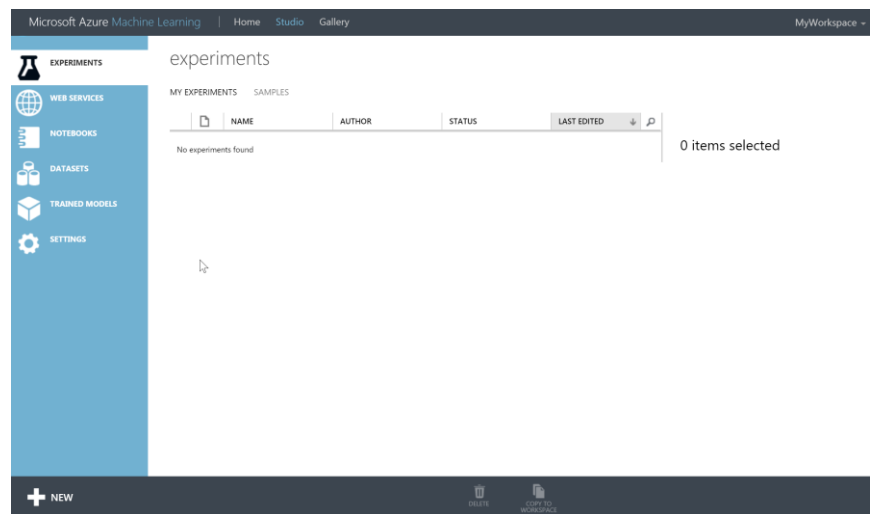 Microsoft Azure Machine Learning | Home Studio Gallery MyWorkspace
EXPERIMENTS
WEB SERVICES
NOTEBOOKS
DATASETS
TRAINED MODELS
SETTINGS
experiments
MY EXPERIMENTS SAMPLES
NAME AUTHOR STATUS LAST EDITED
No experiments found
0 items selected
NEW
DELETE
COPY TO
WORKSPACE